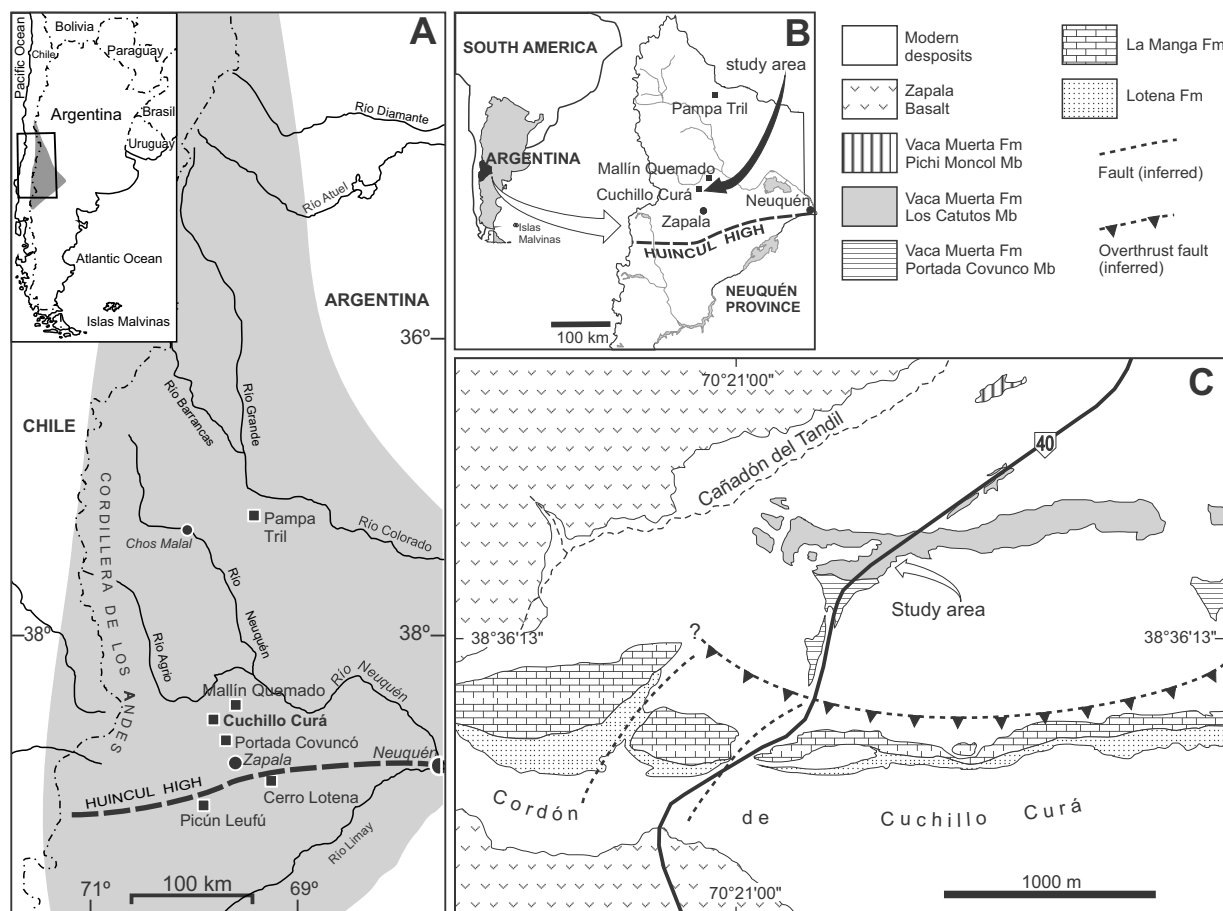 A
Pacific Ocean
Bolivia
Chile
Paraguay
Argentina
Brasil
Uruguay
Atlantic Ocean
Islas Malvinas
Río Diamante
Río Atuel
ARGENTINA
36º
CHILE
Río Barrancas
Río Grande
CORDILLERA DE LOS ANDES
Pampa
Tril
Río Colorado
Chos Malal
Río Neuquén
38º
38º
Río Agrio
Río Neuquén
Mallín Quemado
Cuchillo Curá
Portada Covuncó
Zapala
Neuquén
HUINCUL HIGH
Cerro Lotena
Picún Leufú
Río Limay
100 km
71º
69º
B
SOUTH AMERICA
study area
Pampa Tril
ARGENTINA
Mallín Quemado
Cuchillo Curá
Neuquén
Zapala
Islas
Malvinas
HUINCUL HIGH
NEUQUÉN
PROVINCE
100 km
Modern
desposits
Zapala
Basalt
Vaca Muerta Fm
Pichi Moncol Mb
Vaca Muerta Fm
Los Catutos Mb
Vaca Muerta Fm
Portada Covunco Mb
La Manga Fm
Lotena Fm
Fault (inferred)
Overthrust fault
(inferred)
70°21'00"
C
40
Cañadón del Tandil
Study area
38°36'13"
38°36'13"
?
Cordón de Cuchillo Curá
70°21'00"
1000 m